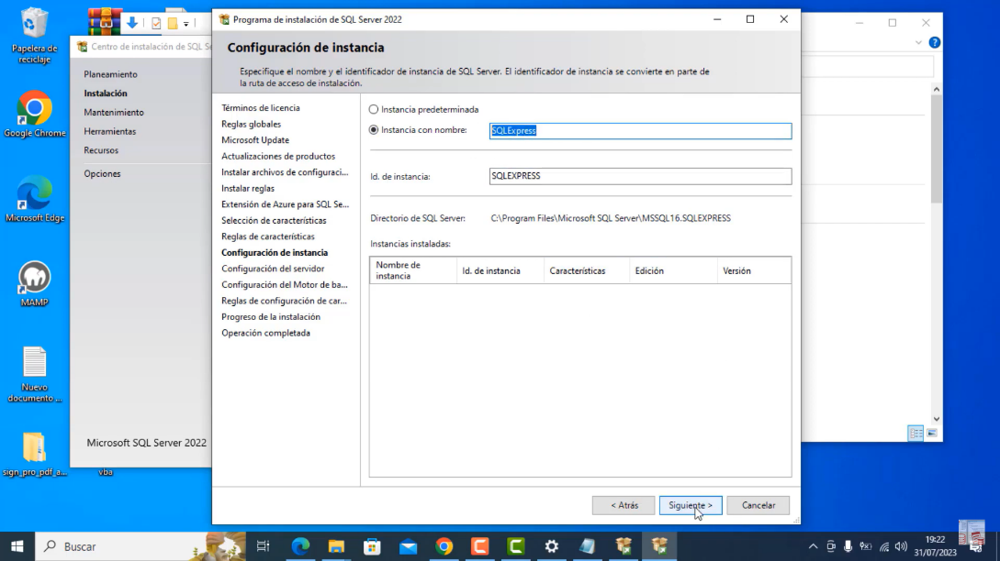 Papelera de
reciclaje
Google Chrome
Microsoft Edge
MAMP
Nuevo
documento ...
sign_pro_pdf_a...
vba
Centro de instalación de SQL Se
Planeamiento
Instalación
Mantenimiento
Herramientas
Recursos
Opciones
Microsoft SQL Server 2022
Programa de instalación de SQL Server 2022
Configuración de instancia
Especifique el nombre y el identificador de instancia de SQL Server. El identificador de instancia se convierte en parte de
la ruta de acceso de instalación.
Términos de licencia
Reglas globales
Microsoft Update
Actualizaciones de productos
Instalar archivos de configuraci...
Instalar reglas
Extensión de Azure para SQL Se...
Selección de características
Reglas de características
Configuración de instancia
Configuración del servidor
Configuración del Motor de ba...
Reglas de configuración de car...
Progreso de la instalación
Operación completada
Instancia predeterminada
Instancia con nombre:
SQLExpress
Id. de instancia:
SQLEXPRESS
Directorio de SQL Server:
C:\Program Files\Microsoft SQL Server\MSSQL16.SQLEXPRESS
Instancias instaladas:
Nombre de
instancia
Id. de instancia
Características
Edición
Versión
< Atrás
Siguiente >
Cancelar
Buscar
19:22
31/07/2023